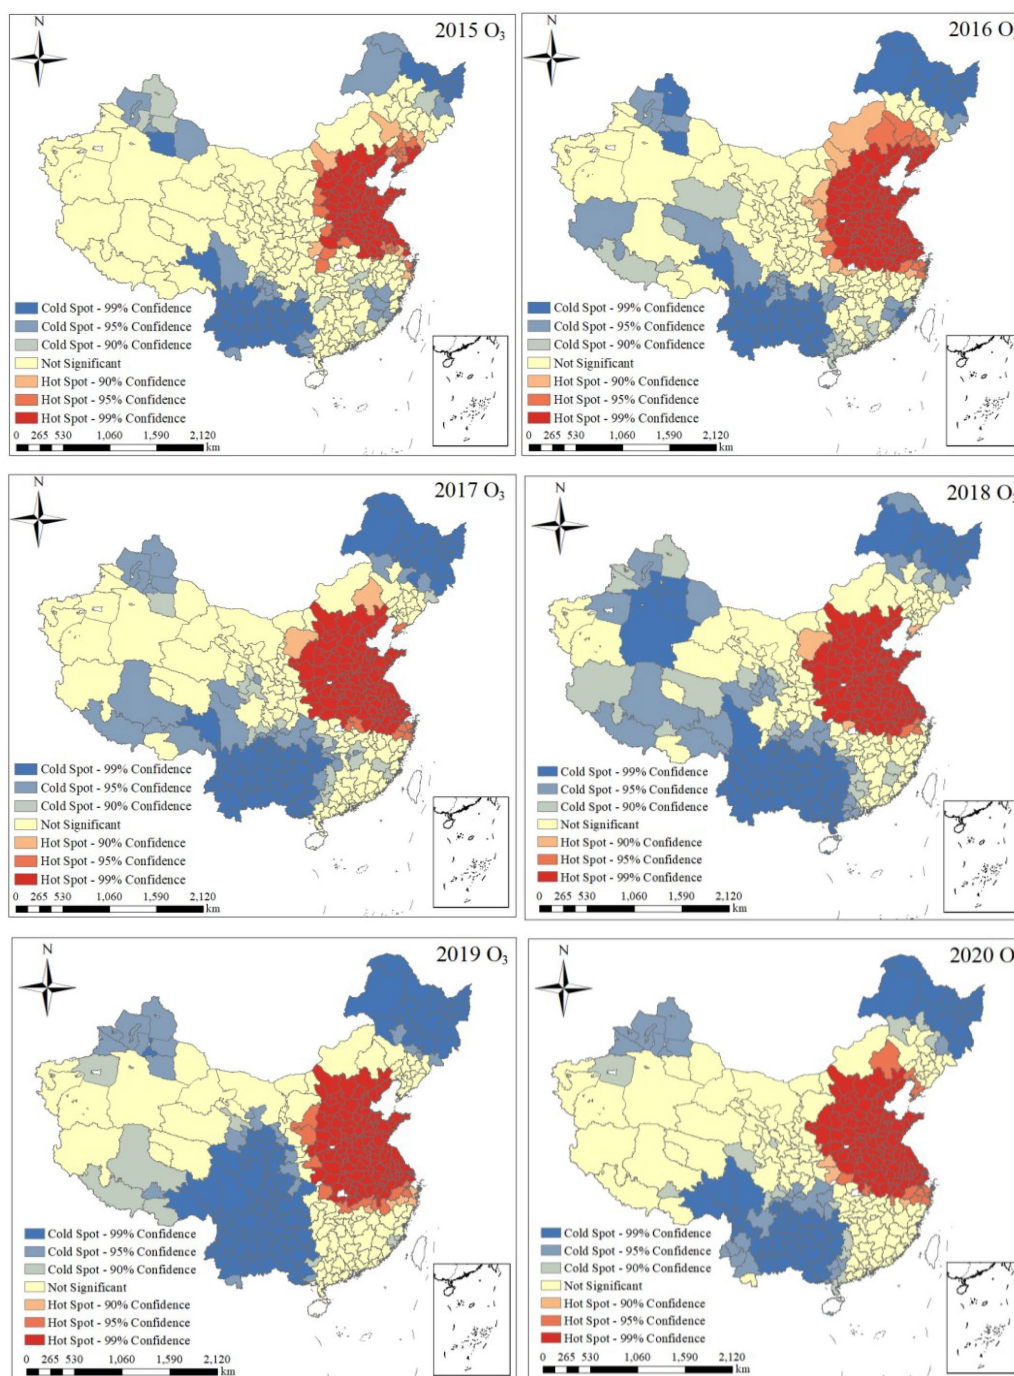 N
2015 O₃
Cold Spot - 99% Confidence
Cold Spot - 95% Confidence
Cold Spot - 90% Confidence
Not Significant
Hot Spot - 90% Confidence
Hot Spot - 95% Confidence
Hot Spot - 99% Confidence
0 265 530 1,060 1,590 2,120
km
N
2016 O₃
Cold Spot - 99% Confidence
Cold Spot - 95% Confidence
Cold Spot - 90% Confidence
Not Significant
Hot Spot - 90% Confidence
Hot Spot - 95% Confidence
Hot Spot - 99% Confidence
0 265 530 1,060 1,590 2,120
km
N
2017 O₃
Cold Spot - 99% Confidence
Cold Spot - 95% Confidence
Cold Spot - 90% Confidence
Not Significant
Hot Spot - 90% Confidence
Hot Spot - 95% Confidence
Hot Spot - 99% Confidence
0 265 530 1,060 1,590 2,120
km
N
2018 O₃
Cold Spot - 99% Confidence
Cold Spot - 95% Confidence
Cold Spot - 90% Confidence
Not Significant
Hot Spot - 90% Confidence
Hot Spot - 95% Confidence
Hot Spot - 99% Confidence
0 265 530 1,060 1,590 2,120
km
N
2019 O₃
Cold Spot - 99% Confidence
Cold Spot - 95% Confidence
Cold Spot - 90% Confidence
Not Significant
Hot Spot - 90% Confidence
Hot Spot - 95% Confidence
Hot Spot - 99% Confidence
0 265 530 1,060 1,590 2,120
km
N
2020 O
Cold Spot - 99% Confidence
Cold Spot - 95% Confidence
Cold Spot - 90% Confidence
Not Significant
Hot Spot - 90% Confidence
Hot Spot - 95% Confidence
Hot Spot - 99% Confidence
0 265 530 1,060 1,590 2,120
km